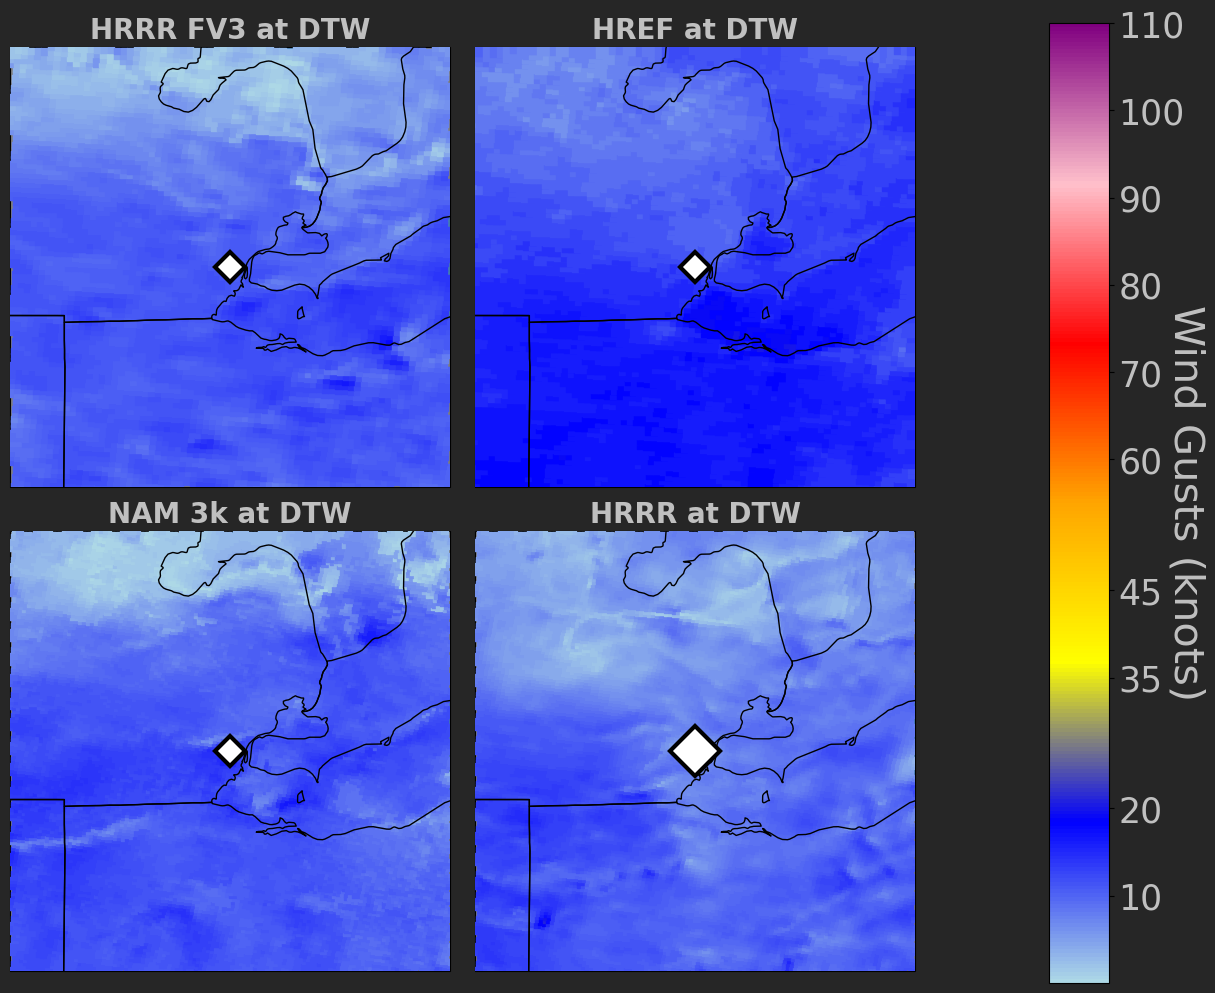 HRRR FV3 at DTW
HREF at DTW
NAM 3k at DTW
HRRR at DTW
110
100
90
80
70
60
45
35
20
10
Wind Gusts (knots)